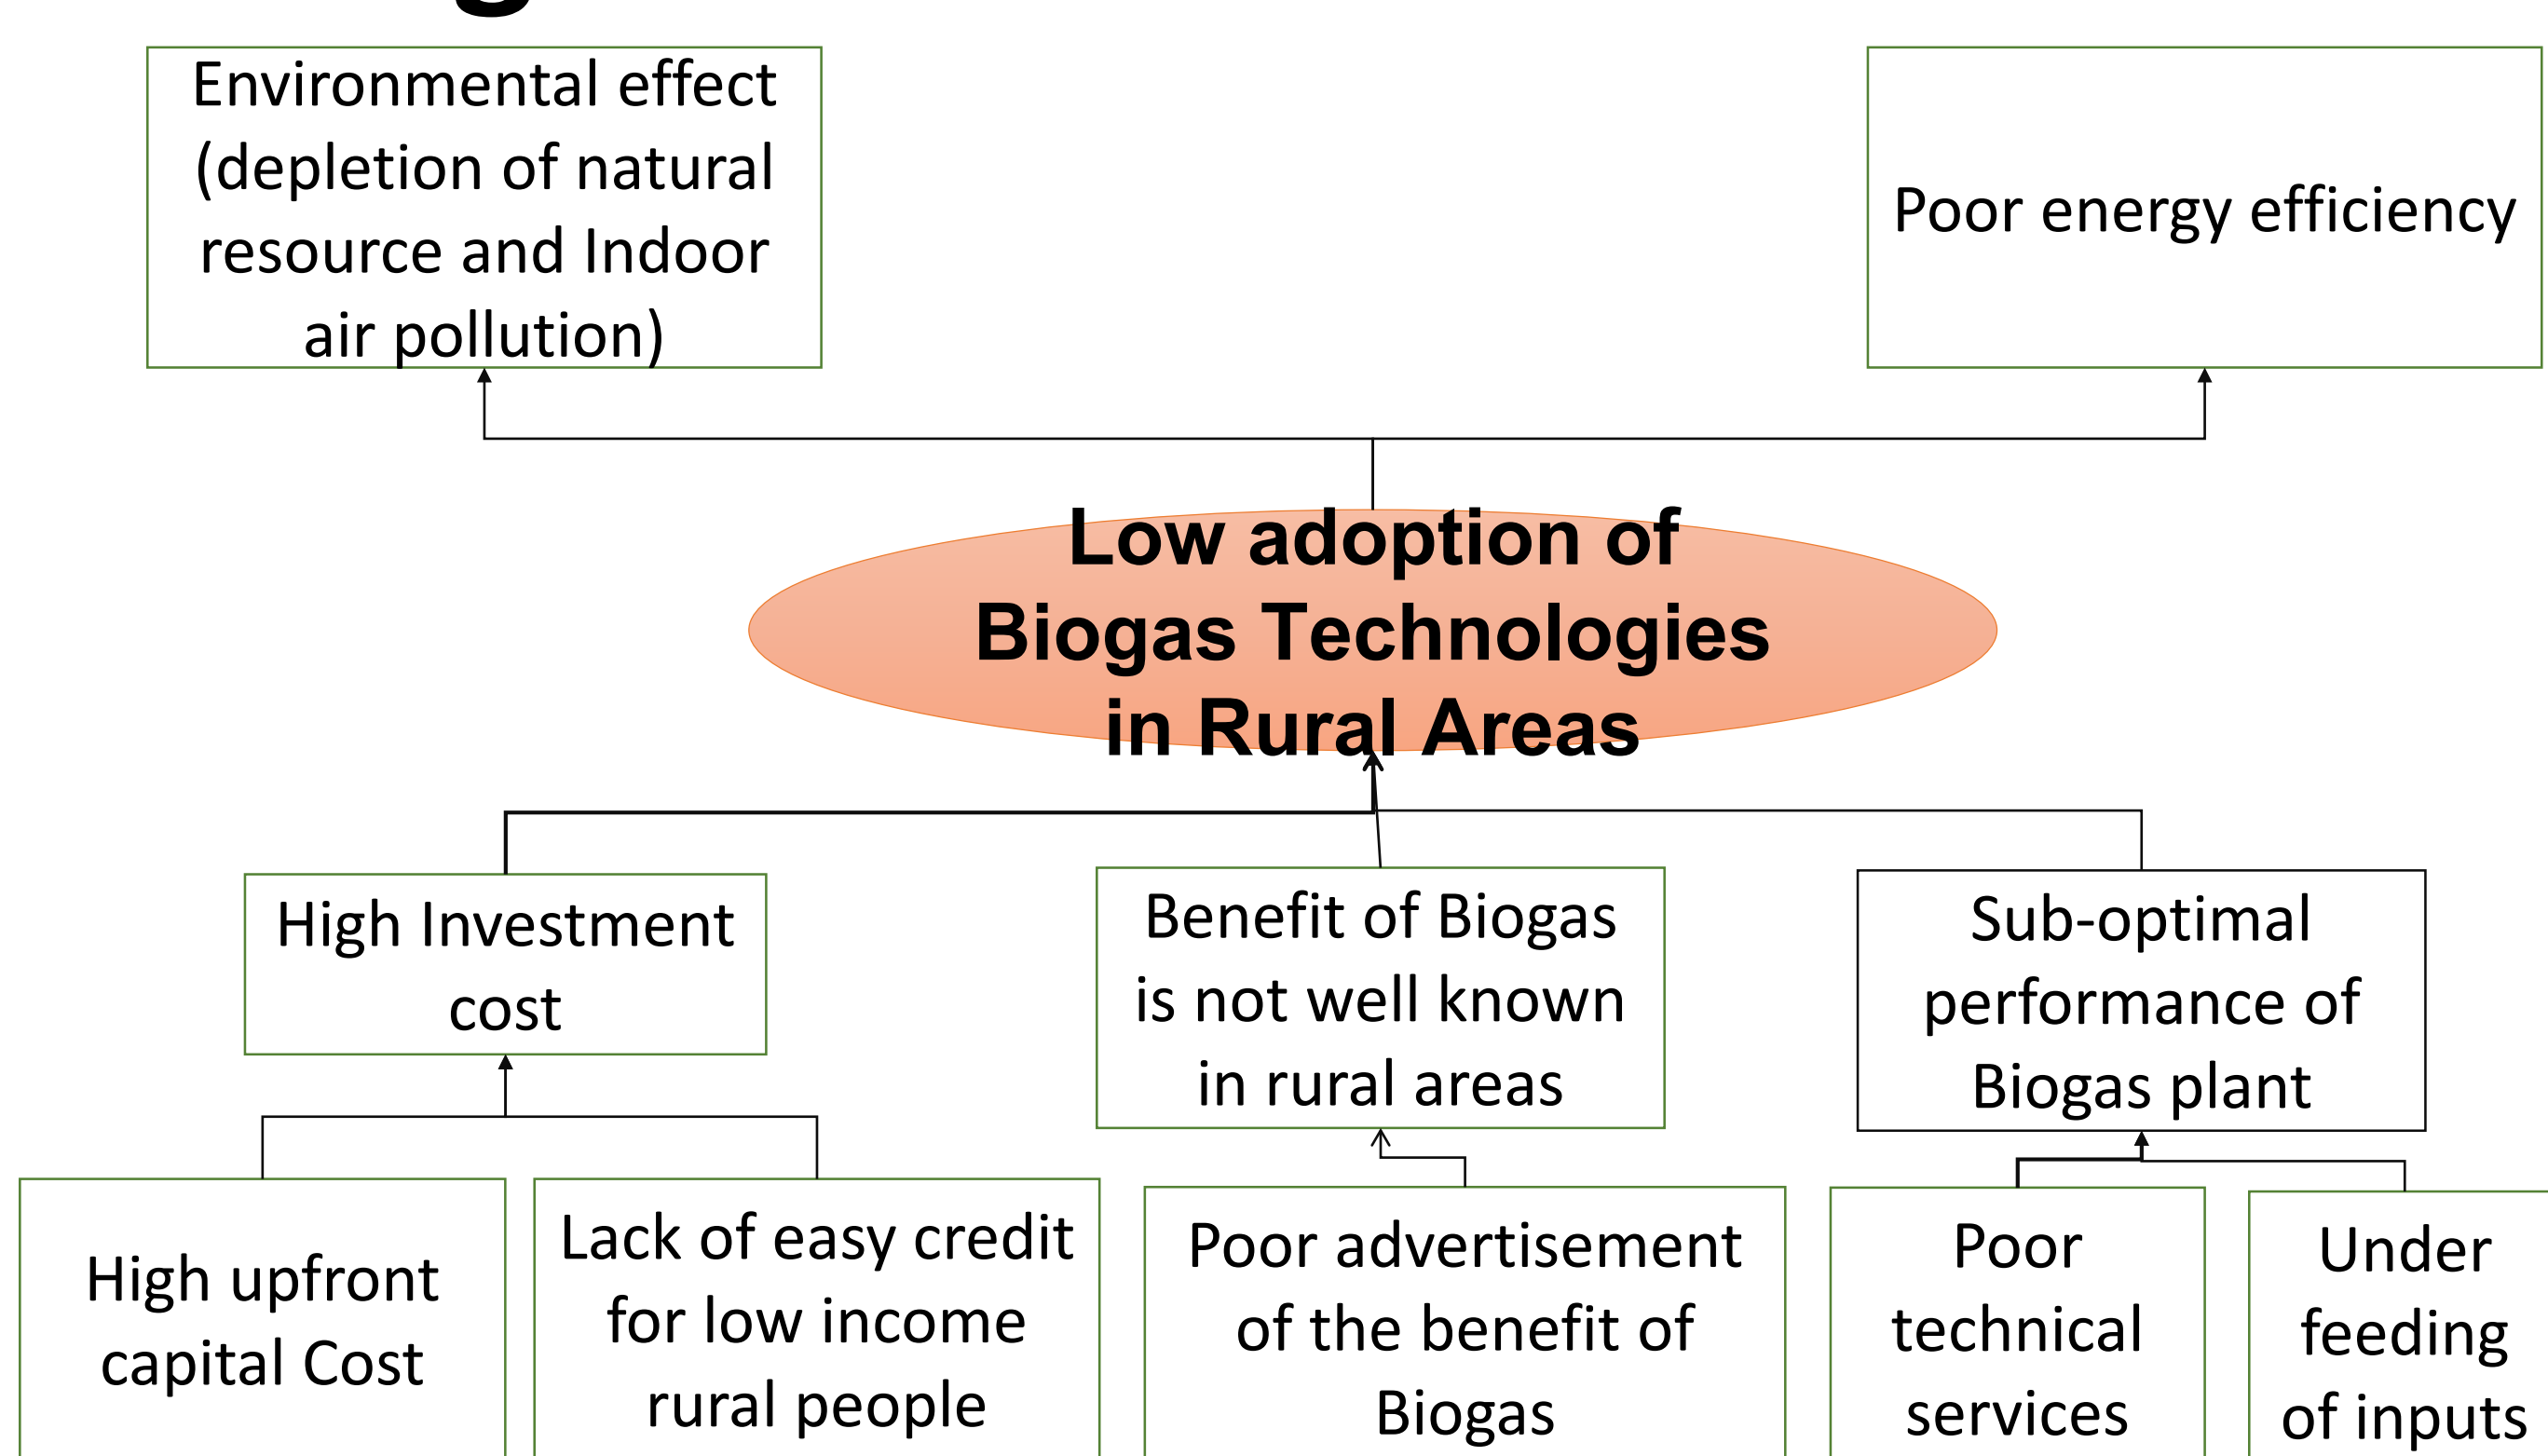 Environmental effect
(depletion of natural
resource and Indoor
air pollution)
Poor energy efficiency
Low adoption of
Biogas Technologies
in Rural Areas
High Investment
cost
Benefit of Biogas
is not well known
in rural areas
Sub-optimal
performance of
Biogas plant
High upfront
capital Cost
Lack of easy credit
for low income
rural people
Poor advertisement
of the benefit of
Biogas
Poor
technical
services
Under
feeding
of inputs